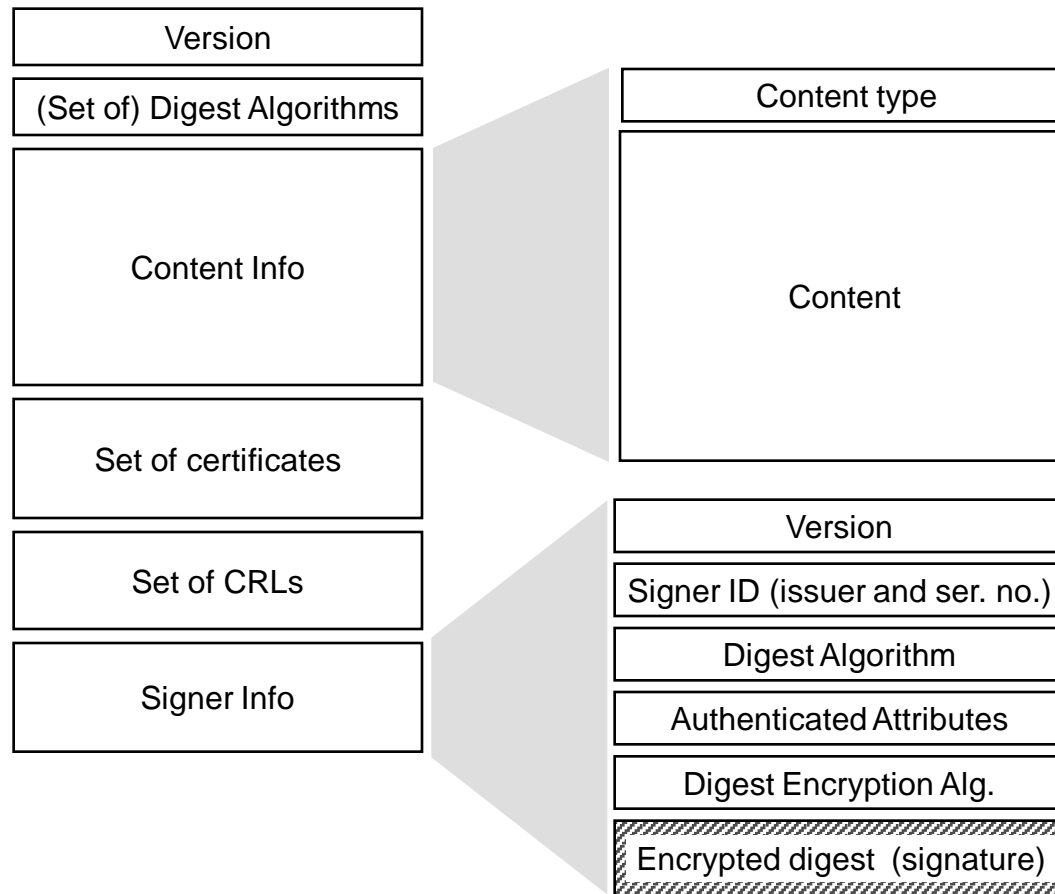 Version
(Set of) Digest Algorithms
Content Info
Set of certificates
Set of CRLs
Signer Info
Content type
Content
Version
Signer ID (issuer and ser. no.)
Digest Algorithm
Authenticated Attributes
Digest Encryption Alg.
Encrypted digest (signature)